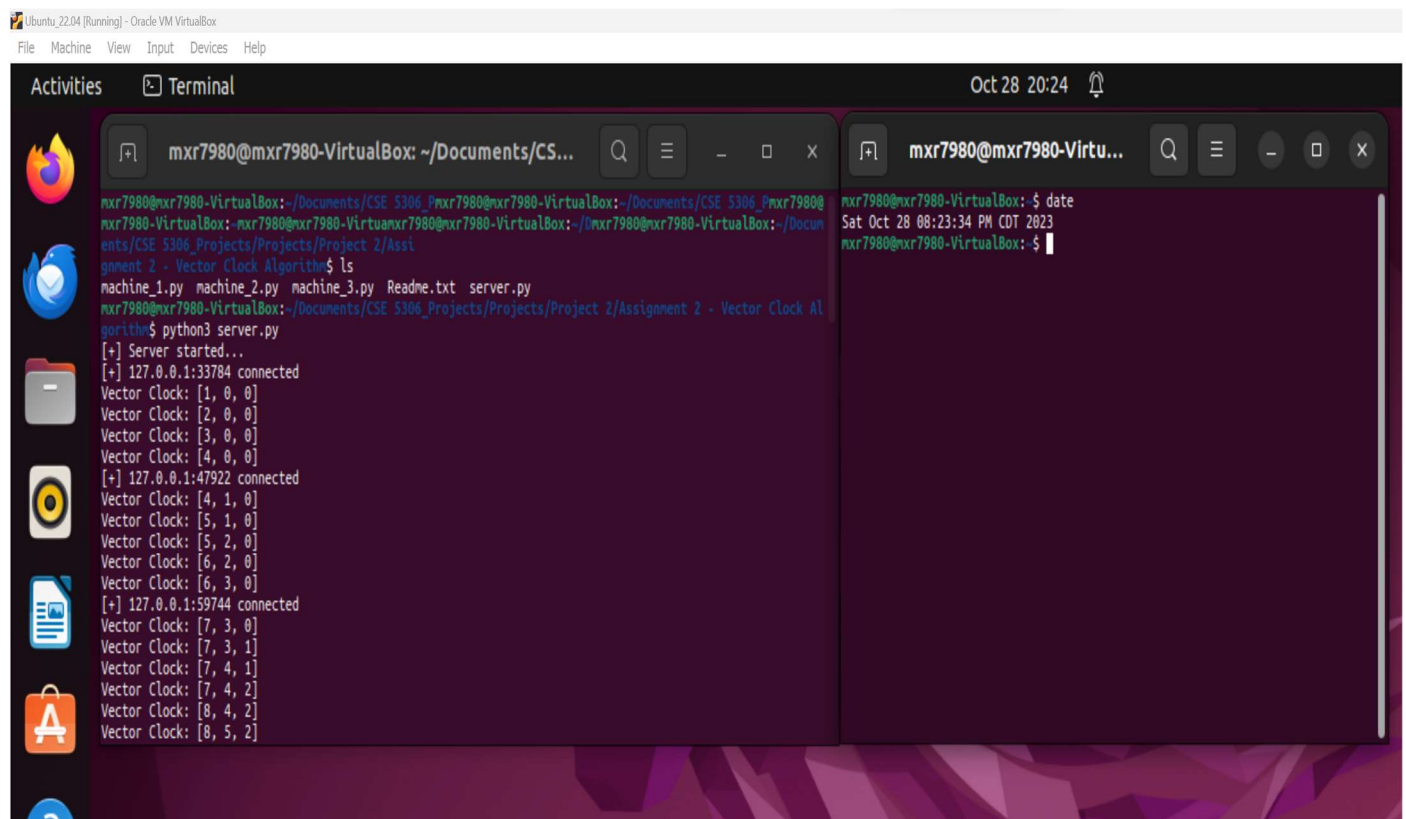 Ubuntu_22.04 [Running] - Oracle VM VirtualBox
File Machine View Input Devices Help
Activities Terminal Oct 28 20:24
mxr7980@mxr7980-VirtualBox: ~/Documents/CS...
mxr7980@mxr7980-VirtualBox:~/Documents/CSE 5306_Pmxr7980@mxr7980-VirtualBox:~/Documents/CSE 5306_Pmxr7980@
mxr7980-VirtualBox:~mxr7980@mxr7980-Virtuamxr7980@mxr7980-VirtualBox:~/Dmxr7980@mxr7980-VirtualBox:~/Docum
ents/CSE 5306_Projects/Projects/Project 2/Assi
gnment 2 - Vector Clock Algorithm$ ls
machine_1.py machine_2.py machine_3.py Readme.txt server.py
mxr7980@mxr7980-VirtualBox:~/Documents/CSE 5306_Projects/Projects/Project 2/Assignment 2 - Vector Clock Al
gorithm$ python3 server.py
[+] Server started...
[+] 127.0.0.1:33784 connected
Vector Clock: [1, 0, 0]
Vector Clock: [2, 0, 0]
Vector Clock: [3, 0, 0]
Vector Clock: [4, 0, 0]
[+] 127.0.0.1:47922 connected
Vector Clock: [4, 1, 0]
Vector Clock: [5, 1, 0]
Vector Clock: [5, 2, 0]
Vector Clock: [6, 2, 0]
Vector Clock: [6, 3, 0]
[+] 127.0.0.1:59744 connected
Vector Clock: [7, 3, 0]
Vector Clock: [7, 3, 1]
Vector Clock: [7, 4, 1]
Vector Clock: [7, 4, 2]
Vector Clock: [8, 4, 2]
Vector Clock: [8, 5, 2]
mxr7980@mxr7980-Virtu...
mxr7980@mxr7980-VirtualBox:~$ date
Sat Oct 28 08:23:34 PM CDT 2023
mxr7980@mxr7980-VirtualBox:~$